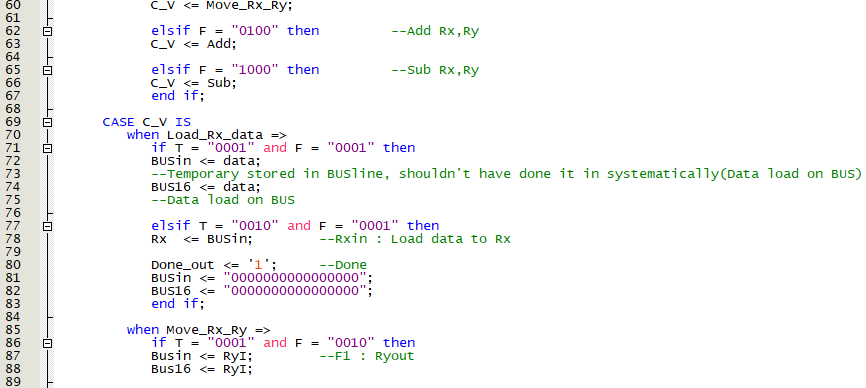 60 C_V <= Move_Rx_Ry;
61
62 elsif F = "0100" then --Add Rx,Ry
63 C_V <= Add;
64
65 elsif F = "1000" then --Sub Rx,Ry
66 C_V <= Sub;
67 end if;
68
69 CASE C_V IS
70 when Load_Rx_data =>
71 if T = "0001" and F = "0001" then
72 BUSin <= data;
73 --Temporary stored in BUSline, shouldn't have done it in systematically(Data load on BUS)
74 BUS16 <= data;
75 --Data load on BUS
76
77 elsif T = "0010" and F = "0001" then
78 Rx <= BUSin; --Rxin : Load data to Rx
79
80 Done_out <= '1'; --Done
81 BUSin <= "0000000000000000";
82 BUS16 <= "0000000000000000";
83 end if;
84
85 when Move_Rx_Ry =>
86 if T = "0001" and F = "0010" then
87 Busin <= RyI; --F1 : Ryout
88 Bus16 <= RyI;
89